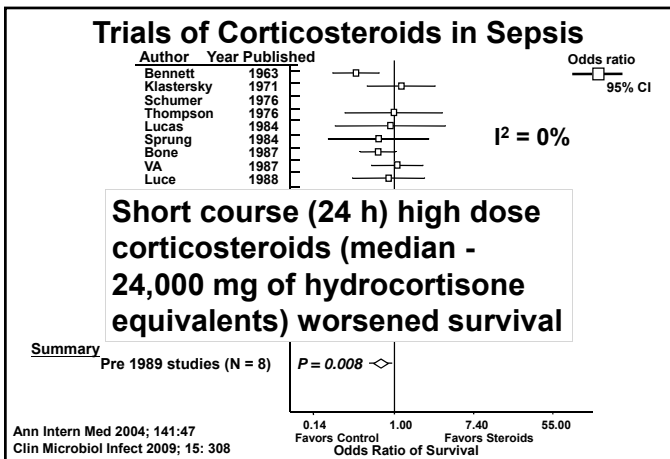 Trials of Corticosteroids in Sepsis
Author Year Published
Odds ratio
95% CI
Bennett 1963
Klastersky 1971
Schumer 1976
Thompson 1976
Lucas 1984
Sprung 1984
Bone 1987
VA 1987
Luce 1988
I² = 0%
Short course (24 h) high dose
corticosteroids (median -
24,000 mg of hydrocortisone
equivalents) worsened survival
Summary
Pre 1989 studies (N = 8) P = 0.008
0.14 1.00 7.40 55.00
Favors Control Favors Steroids
Odds Ratio of Survival
Ann Intern Med 2004; 141:47
Clin Microbiol Infect 2009; 15: 308